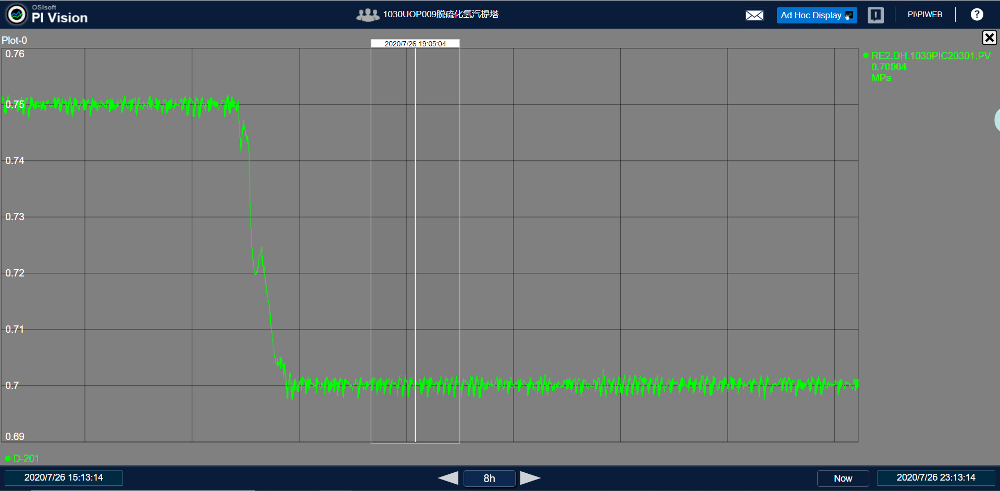 OSIsoft
PI Vision
1030UOP009脱硫化氢汽提塔
Ad Hoc Display
PI\PIWEB
?
Plot-0
2020/7/26 19:05:04
0.76
0.75
0.74
0.73
0.72
0.71
0.7
0.69
RE2.DH.1030PIC20301.PV
0.70004
MPa
D-201
2020/7/26 15:13:14
8h
Now
2020/7/26 23:13:14